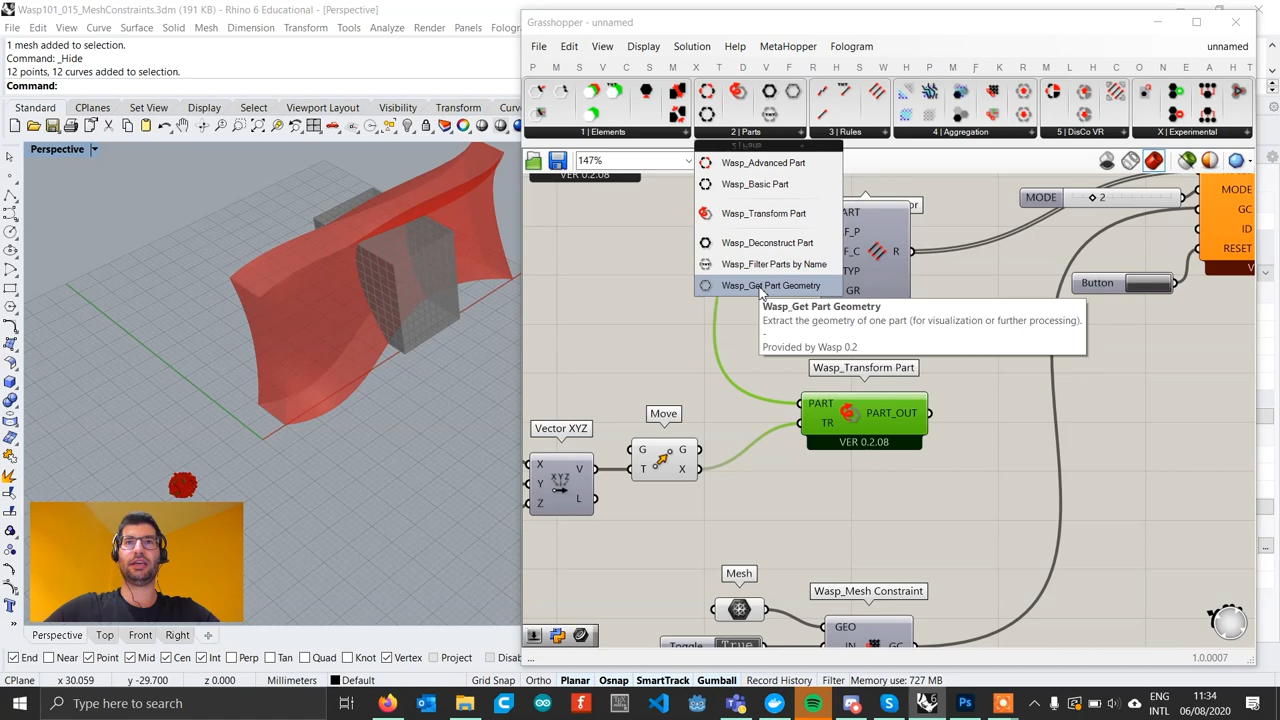 Wasp101_015_MeshConstraints.3dm (191 KB) - Rhino 6 Educational - [Perspective]
File Edit View Curve Surface Solid Mesh Dimension Transform Tools Analyze Render Panels
1 mesh added to selection.
Command: _Hide
12 points, 12 curves added to selection.
Command:
Standard CPlanes Set View Display Select Viewport Layout Visibility Transform
Perspective
Perspective Top Front Right
End Near Point Mid Cen Int Perp Tan Quad Knot Vertex Project
CPlane x 30.059 y -29.700 z 0.000 Millimeters Default Grid Snap Ortho Planar Osnap SmartTrack Gumball Record History Filter Memory use: 727 MB
Grasshopper - unnamed
File Edit View Display Solution Help MetaHopper Fologram unnamed
P M S V C S M X T D V P R F S W B F H P M F K U M L H L O N E A H T
1 | Elements 2 | Parts 3 | Rules 4 | Aggregation 5 | DisCo VR X | Experimental
147%
VER 0.2.08
Wasp_Advanced Part
Wasp_Basic Part
Wasp_Transform Part
Wasp_Deconstruct Part
Wasp_Filter Parts by Name
Wasp_Get Part Geometry
Wasp_Get Part Geometry
Extract the geometry of one part (for visualization or further processing).
-
Provided by Wasp 0.2
R
TYP
GR
MODE 2
MODE
GC
ID
RESET
Button
Wasp_Transform Part
PART
TR
PART_OUT
VER 0.2.08
Move
G G
T X
Vector XYZ
X V
Y
Z L
Mesh
Wasp_Mesh Constraint
GEO
IN GC
Toggle True
...
1.0.0007
Type here to search
ENG
INTL
11:34
06/08/2020